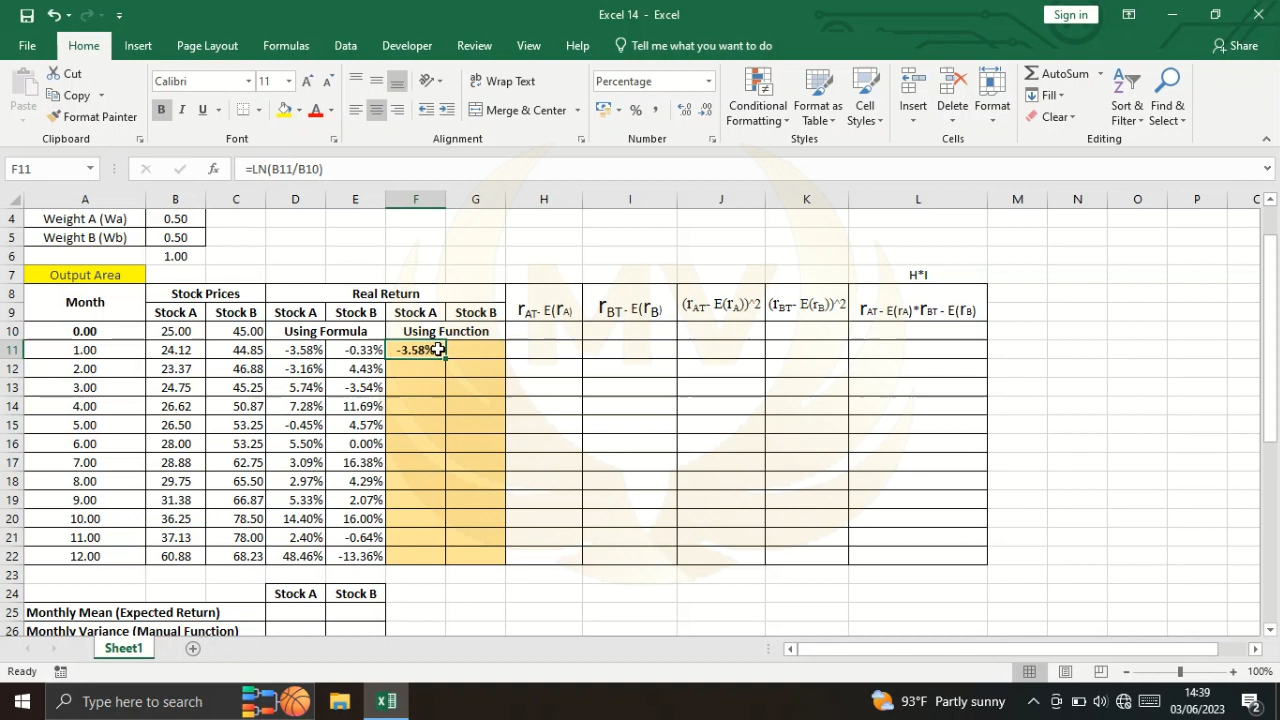 Excel 14 - Excel
Sign in
File Home Insert Page Layout Formulas Data Developer Review View Help Tell me what you want to do Share
Paste Cut Calibri 11 Wrap Text Percentage Conditional Formatting Format as Table Cell Styles Insert Delete Format AutoSum Sort & Filter Find & Select
Copy Fill
Format Painter B I U Merge & Center % , Clear
Clipboard Font Alignment Number Styles Cells Editing
F11 fx =LN(B11/B10)
A B C D E F G H I J K L M N O P C
4 Weight A (Wa) 0.50
5 Weight B (Wb) 0.50
6 1.00
7 Output Area H*I
8 Month Stock Prices Real Return rAT- E(rA) rBT - E(rB) (rAT- E(rA))^2 (rBT- E(rB))^2 rAT - E(rA)*rBT - E(rB)
9 Stock A Stock B Stock A Stock B Stock A Stock B
10 0.00 25.00 45.00 Using Formula Using Function
11 1.00 24.12 44.85 -3.58% -0.33% -3.58%
12 2.00 23.37 46.88 -3.16% 4.43%
13 3.00 24.75 45.25 5.74% -3.54%
14 4.00 26.62 50.87 7.28% 11.69%
15 5.00 26.50 53.25 -0.45% 4.57%
16 6.00 28.00 53.25 5.50% 0.00%
17 7.00 28.88 62.75 3.09% 16.38%
18 8.00 29.75 65.50 2.97% 4.29%
19 9.00 31.38 66.87 5.33% 2.07%
20 10.00 36.25 78.50 14.40% 16.00%
21 11.00 37.13 78.00 2.40% -0.64%
22 12.00 60.88 68.23 48.46% -13.36%
23
24 Stock A Stock B
25 Monthly Mean (Expected Return)
26 Monthly Variance (Manual Function)
Sheet1
Ready 100%
Type here to search 93°F Partly sunny 14:39
03/06/2023 2
MV